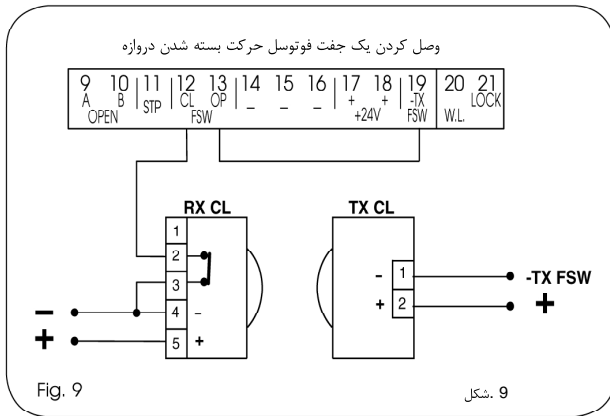 وصل کردن یک جفت فوتوسل حرکت بسته شدن دروازه
9 10 11 12 13 14 15 16 17 18 19 20 21
A B STP CL OP _ _ _ + + -TX W.L. LOCK
OPEN FSW +24V FSW
RX CL TX CL
1
2
3
4 –
5 +
–
+
- 1 -TX FSW
+ 2 +
Fig. 9
شکل. 9